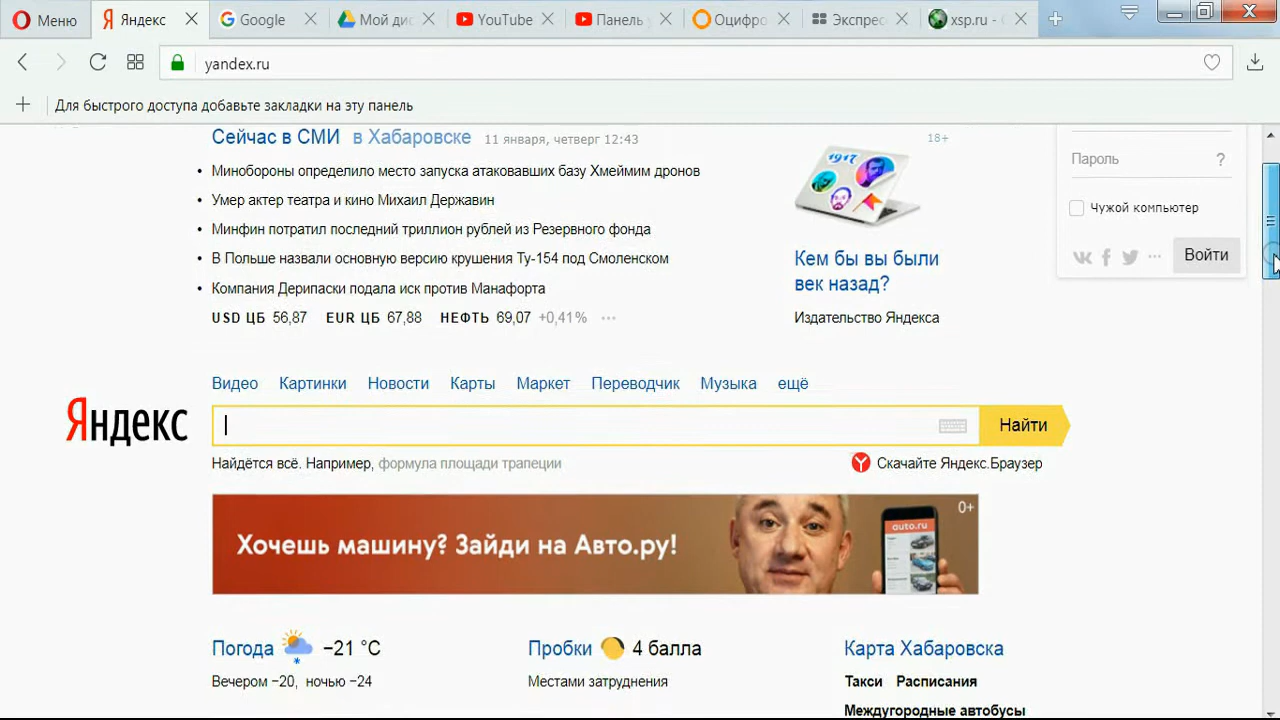 Меню
Яндекс
Google
Мой дис
YouTube
Панель
Оцифро
Экспрес
xsp.ru -
yandex.ru
Для быстрого доступа добавьте закладки на эту панель
Сейчас в СМИ в Хабаровске 11 января, четверг 12:43
Минобороны определило место запуска атаковавших базу Хмеймим дронов
Умер актер театра и кино Михаил Державин
Минфин потратил последний триллион рублей из Резервного фонда
В Польше назвали основную версию крушения Ту-154 под Смоленском
Компания Дерипаски подала иск против Манафорта
USD ЦБ 56,87 EUR ЦБ 67,88 НЕФТЬ 69,07 +0,41% ···
18+
1917
Кем бы вы были
век назад?
Издательство Яндекса
Пароль ?
Чужой компьютер
Войти
Видео Картинки Новости Карты Маркет Переводчик Музыка ещё
Яндекс
Найти
Найдётся всё. Например, формула площади трапеции
Скачайте Яндекс.Браузер
Хочешь машину? Зайди на Авто.ру!
auto.ru
0+
Погода −21 °C
Вечером −20, ночью −24
Пробки 4 балла
Местами затруднения
Карта Хабаровска
Такси Расписания
Междугородные автобусы